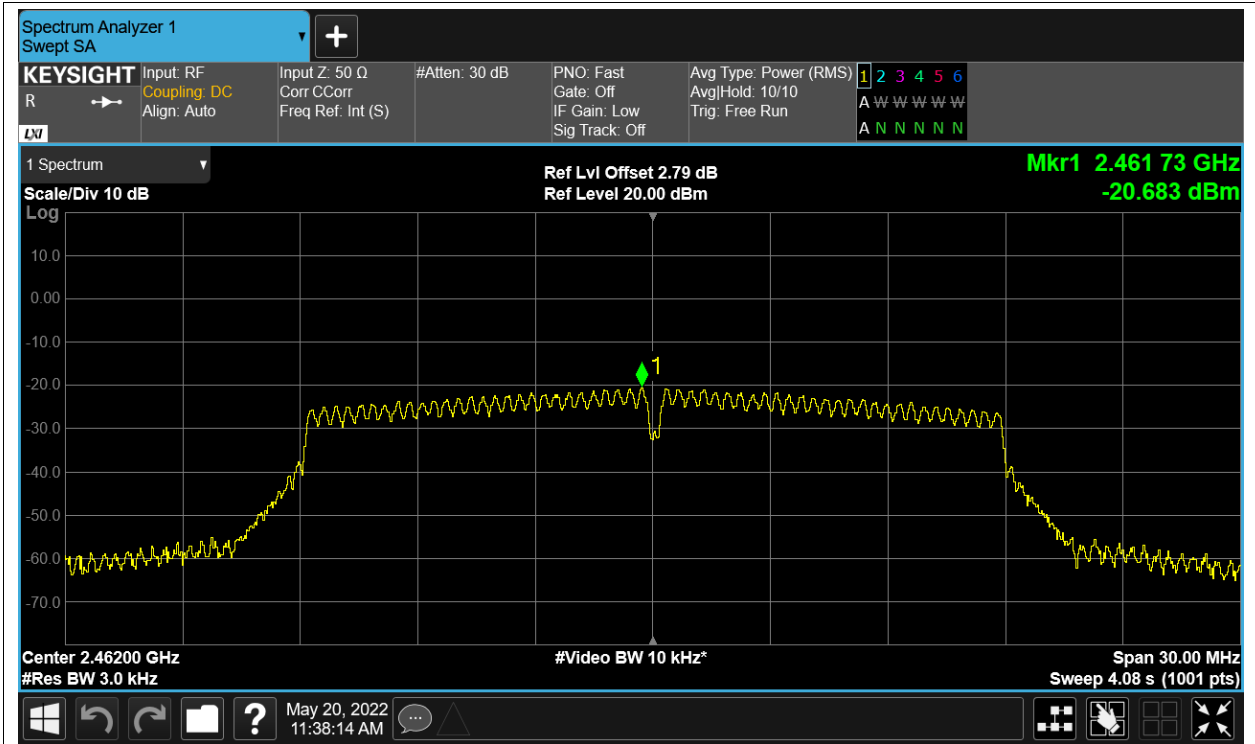 Spectrum Analyzer 1
Swept SA
+
KEYSIGHT
R
LXI
Input: RF
Coupling: DC
Align: Auto
Input Z: 50 Ω
Corr CCorr
Freq Ref: Int (S)
#Atten: 30 dB
PNO: Fast
Gate: Off
IF Gain: Low
Sig Track: Off
Avg Type: Power (RMS)
Avg|Hold: 10/10
Trig: Free Run
1 2 3 4 5 6
A W W W W W
A N N N N N
1 Spectrum
Scale/Div 10 dB
Log
Ref Lvl Offset 2.79 dB
Ref Level 20.00 dBm
Mkr1 2.461 73 GHz
-20.683 dBm
10.0
0.00
-10.0
-20.0
-30.0
-40.0
-50.0
-60.0
-70.0
1
Center 2.46200 GHz
#Res BW 3.0 kHz
#Video BW 10 kHz*
Span 30.00 MHz
Sweep 4.08 s (1001 pts)
?
May 20, 2022
11:38:14 AM